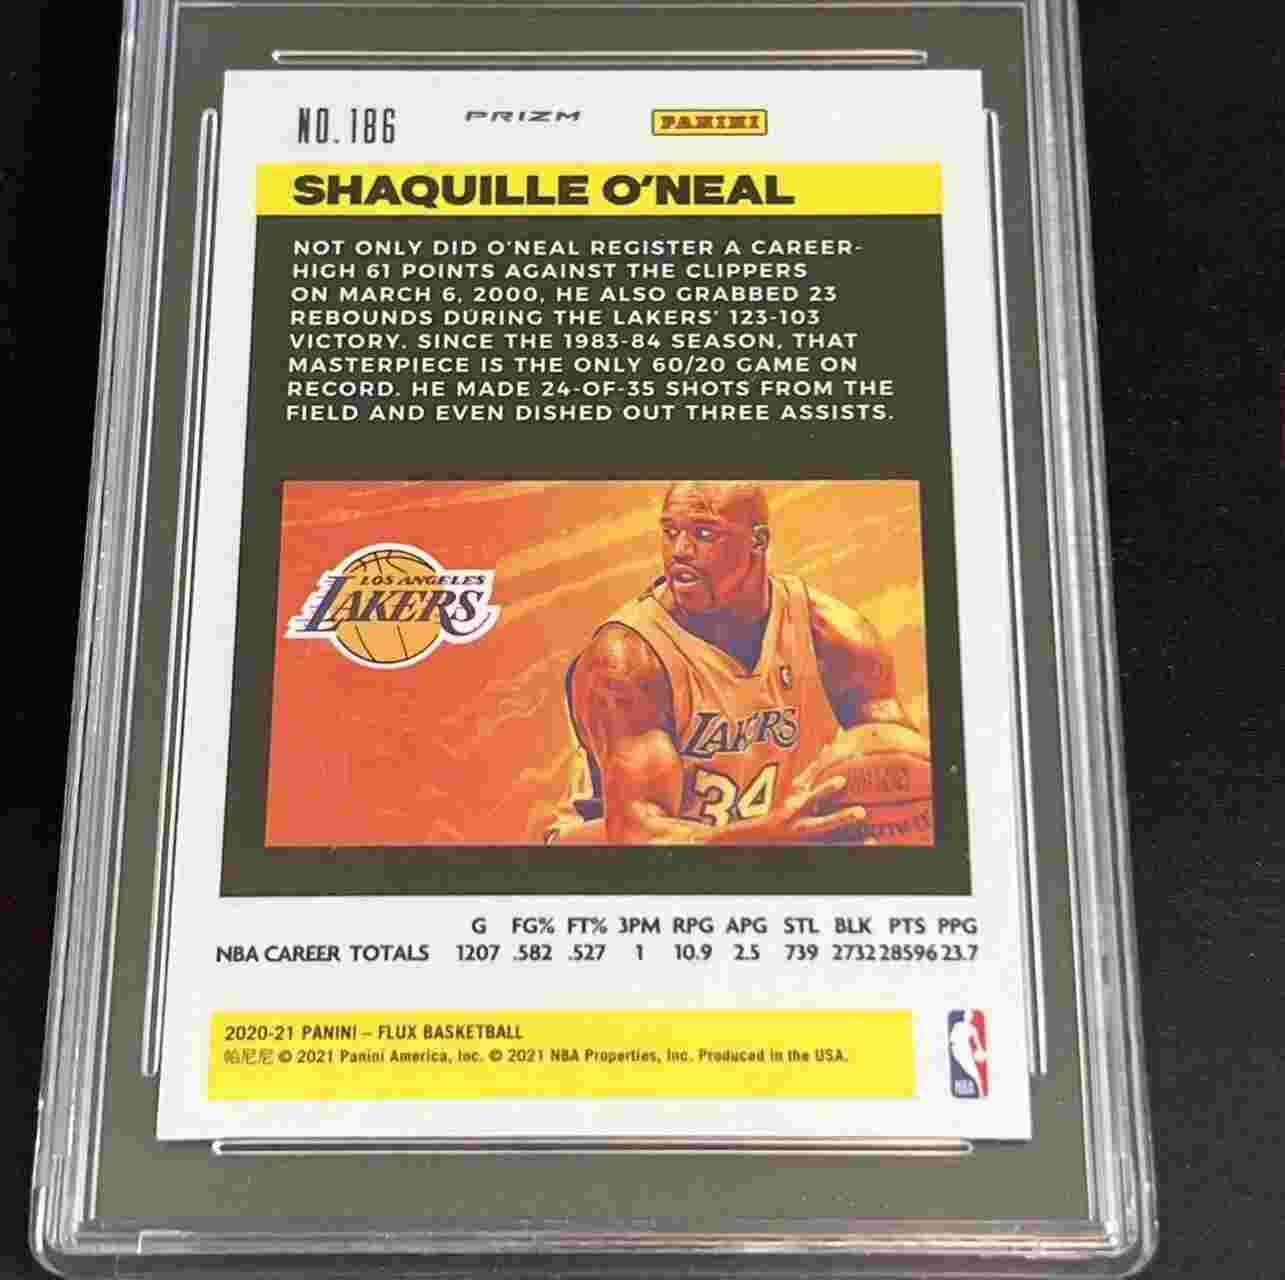 NO.186 PRIZM PANINI
SHAQUILLE O'NEAL
NOT ONLY DID O'NEAL REGISTER A CAREER-
HIGH 61 POINTS AGAINST THE CLIPPERS
ON MARCH 6, 2000, HE ALSO GRABBED 23
REBOUNDS DURING THE LAKERS' 123-103
VICTORY. SINCE THE 1983-84 SEASON, THAT
MASTERPIECE IS THE ONLY 60/20 GAME ON
RECORD. HE MADE 24-OF-35 SHOTS FROM THE
FIELD AND EVEN DISHED OUT THREE ASSISTS.
LOS ANGELES
LAKERS
LAKERS
34
G FG% FT% 3PM RPG APG STL BLK PTS PPG
NBA CAREER TOTALS 1207 .582 .527 1 10.9 2.5 739 2732 28596 23.7
2020-21 PANINI – FLUX BASKETBALL
帕尼尼 © 2021 Panini America, Inc. © 2021 NBA Properties, Inc. Produced in the USA.
NBA